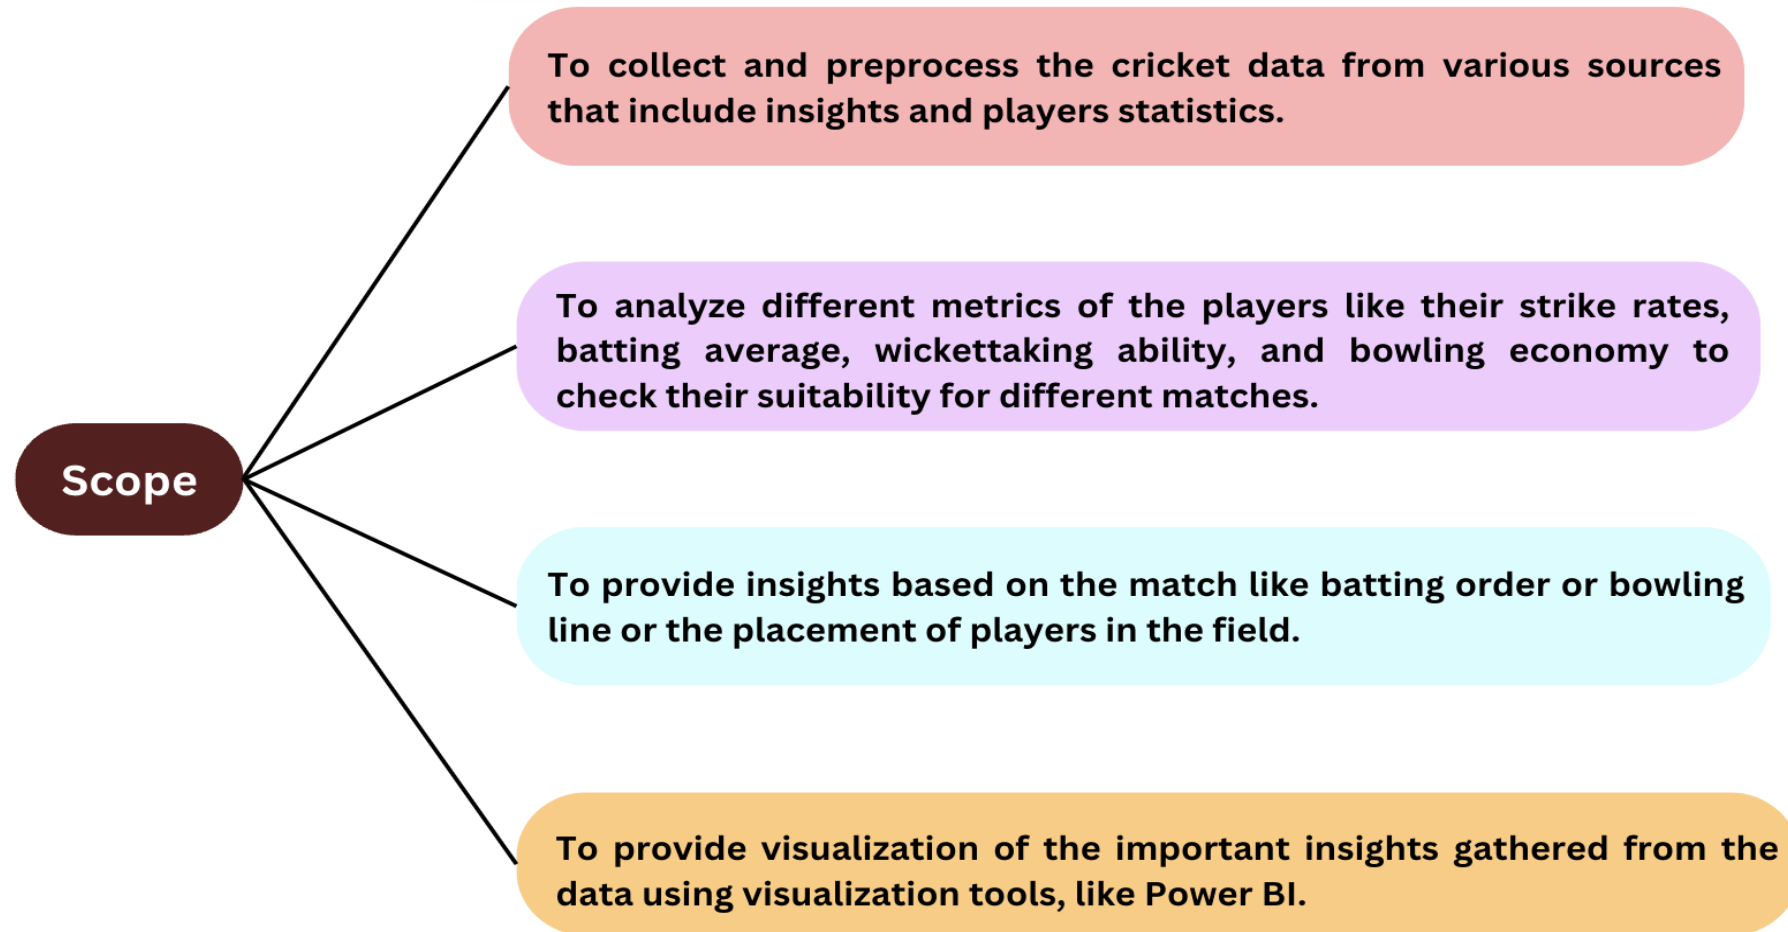 To collect and preprocess the cricket data from various sources
that include insights and players statistics.
To analyze different metrics of the players like their strike rates,
batting average, wickettaking ability, and bowling economy to
check their suitability for different matches.
Scope
To provide insights based on the match like batting order or bowling
line or the placement of players in the field.
To provide visualization of the important insights gathered from the
data using visualization tools, like Power BI.